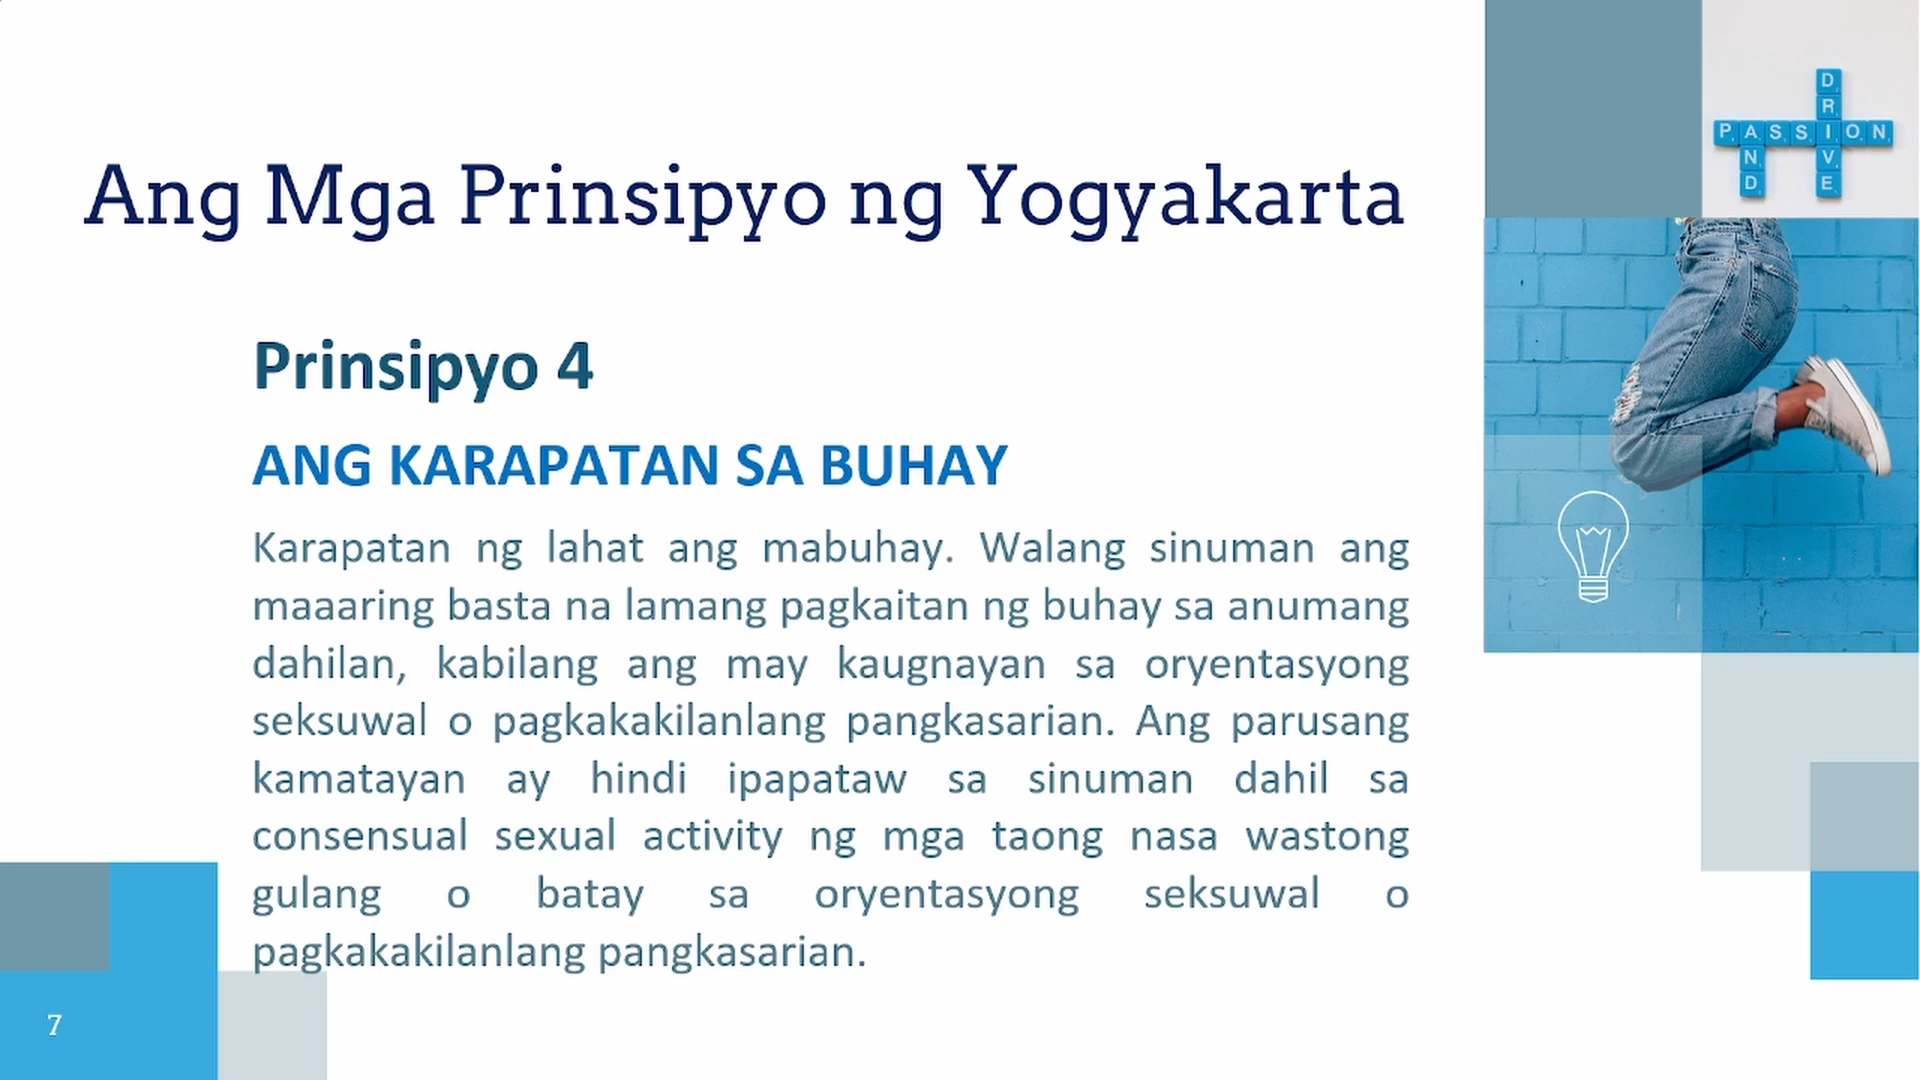 Ang Mga Prinsipyo ng Yogyakarta
Prinsipyo 4
ANG KARAPATAN SA BUHAY
Karapatan ng lahat ang mabuhay. Walang sinuman ang
maaaring basta na lamang pagkaitan ng buhay sa anumang
dahilan, kabilang ang may kaugnayan sa oryentasyong
seksuwal o pagkakakilanlang pangkasarian. Ang parusang
kamatayan ay hindi ipapataw sa sinuman dahil sa
consensual sexual activity ng mga taong nasa wastong
gulang o batay sa oryentasyong seksuwal o
pagkakakilanlang pangkasarian.
7
PASSION
AND
DRIVE